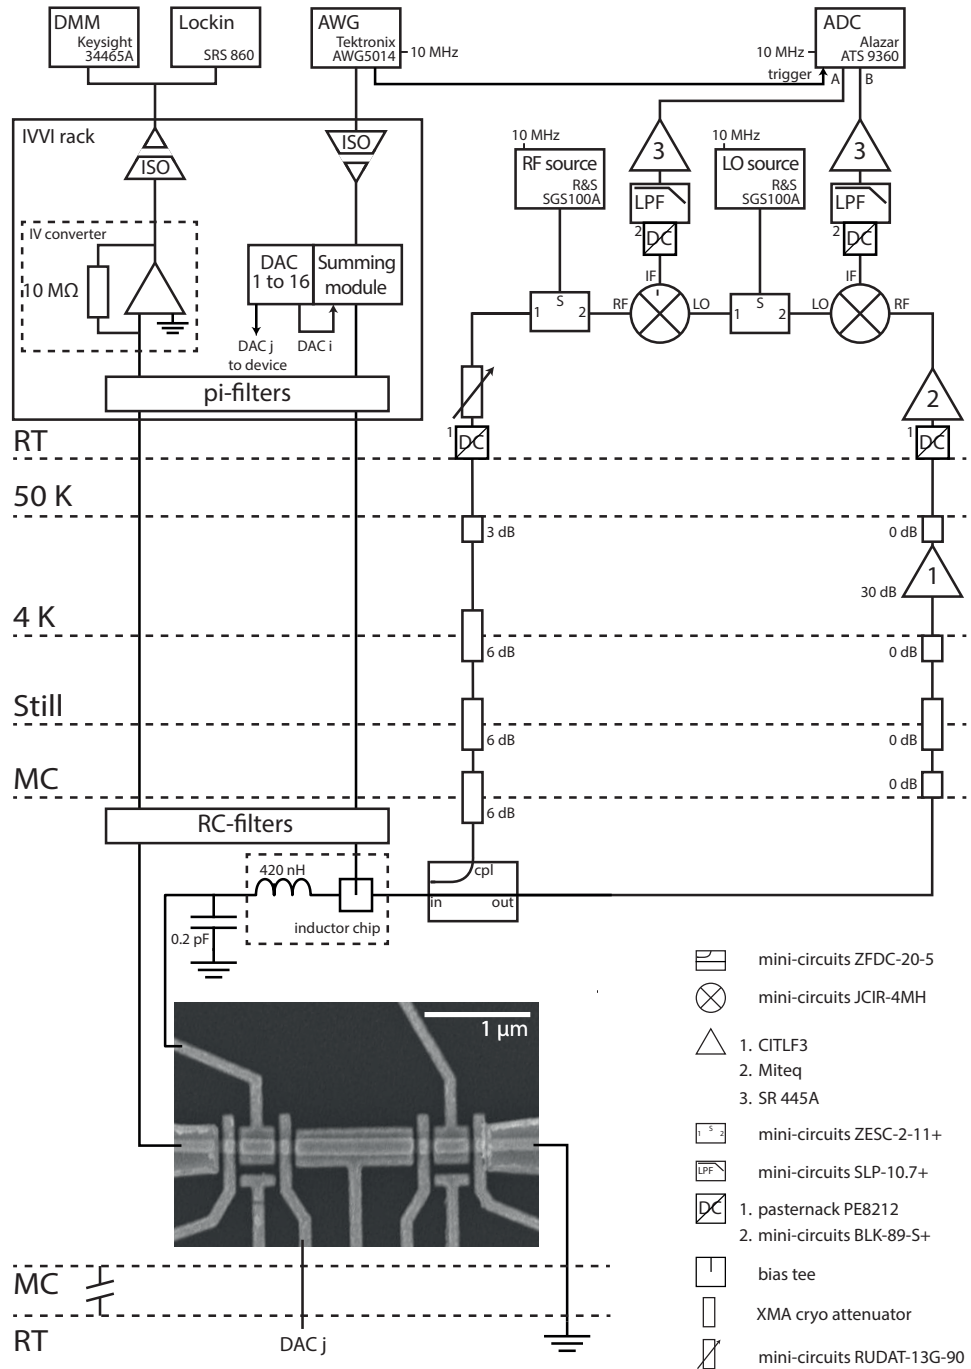 DMM
Keysight
34465A
Lockin
SRS 860
AWG
Tektronix
AWG5014
10 MHz
ADC
10 MHz
Alazar
ATS 9360
trigger
A
B
IVVI rack
ISO
ISO
IV converter
10 MΩ
DAC
1 to 16
Summing
module
DAC j
to device
DAC i
pi-filters
10 MHz
RF source
R&S
SGS100A
3
LPF
2
DC
IF
10 MHz
LO source
R&S
SGS100A
3
LPF
2
DC
IF
S
1
2
RF
LO
S
1
2
LO
RF
2
1
DC
1
DC
RT
50 K
3 dB
0 dB
1
30 dB
4 K
6 dB
0 dB
Still
6 dB
0 dB
MC
0 dB
6 dB
RC-filters
420 nH
cpl
in
out
inductor chip
0.2 pF
1 μm
mini-circuits ZFDC-20-5
mini-circuits JCIR-4MH
1. CITLF3
2. Miteq
3. SR 445A
1 S 2
mini-circuits ZESC-2-11+
LPF
mini-circuits SLP-10.7+
DC
1. pasternack PE8212
2. mini-circuits BLK-89-S+
bias tee
XMA cryo attenuator
mini-circuits RUDAT-13G-90
MC
RT
DAC j